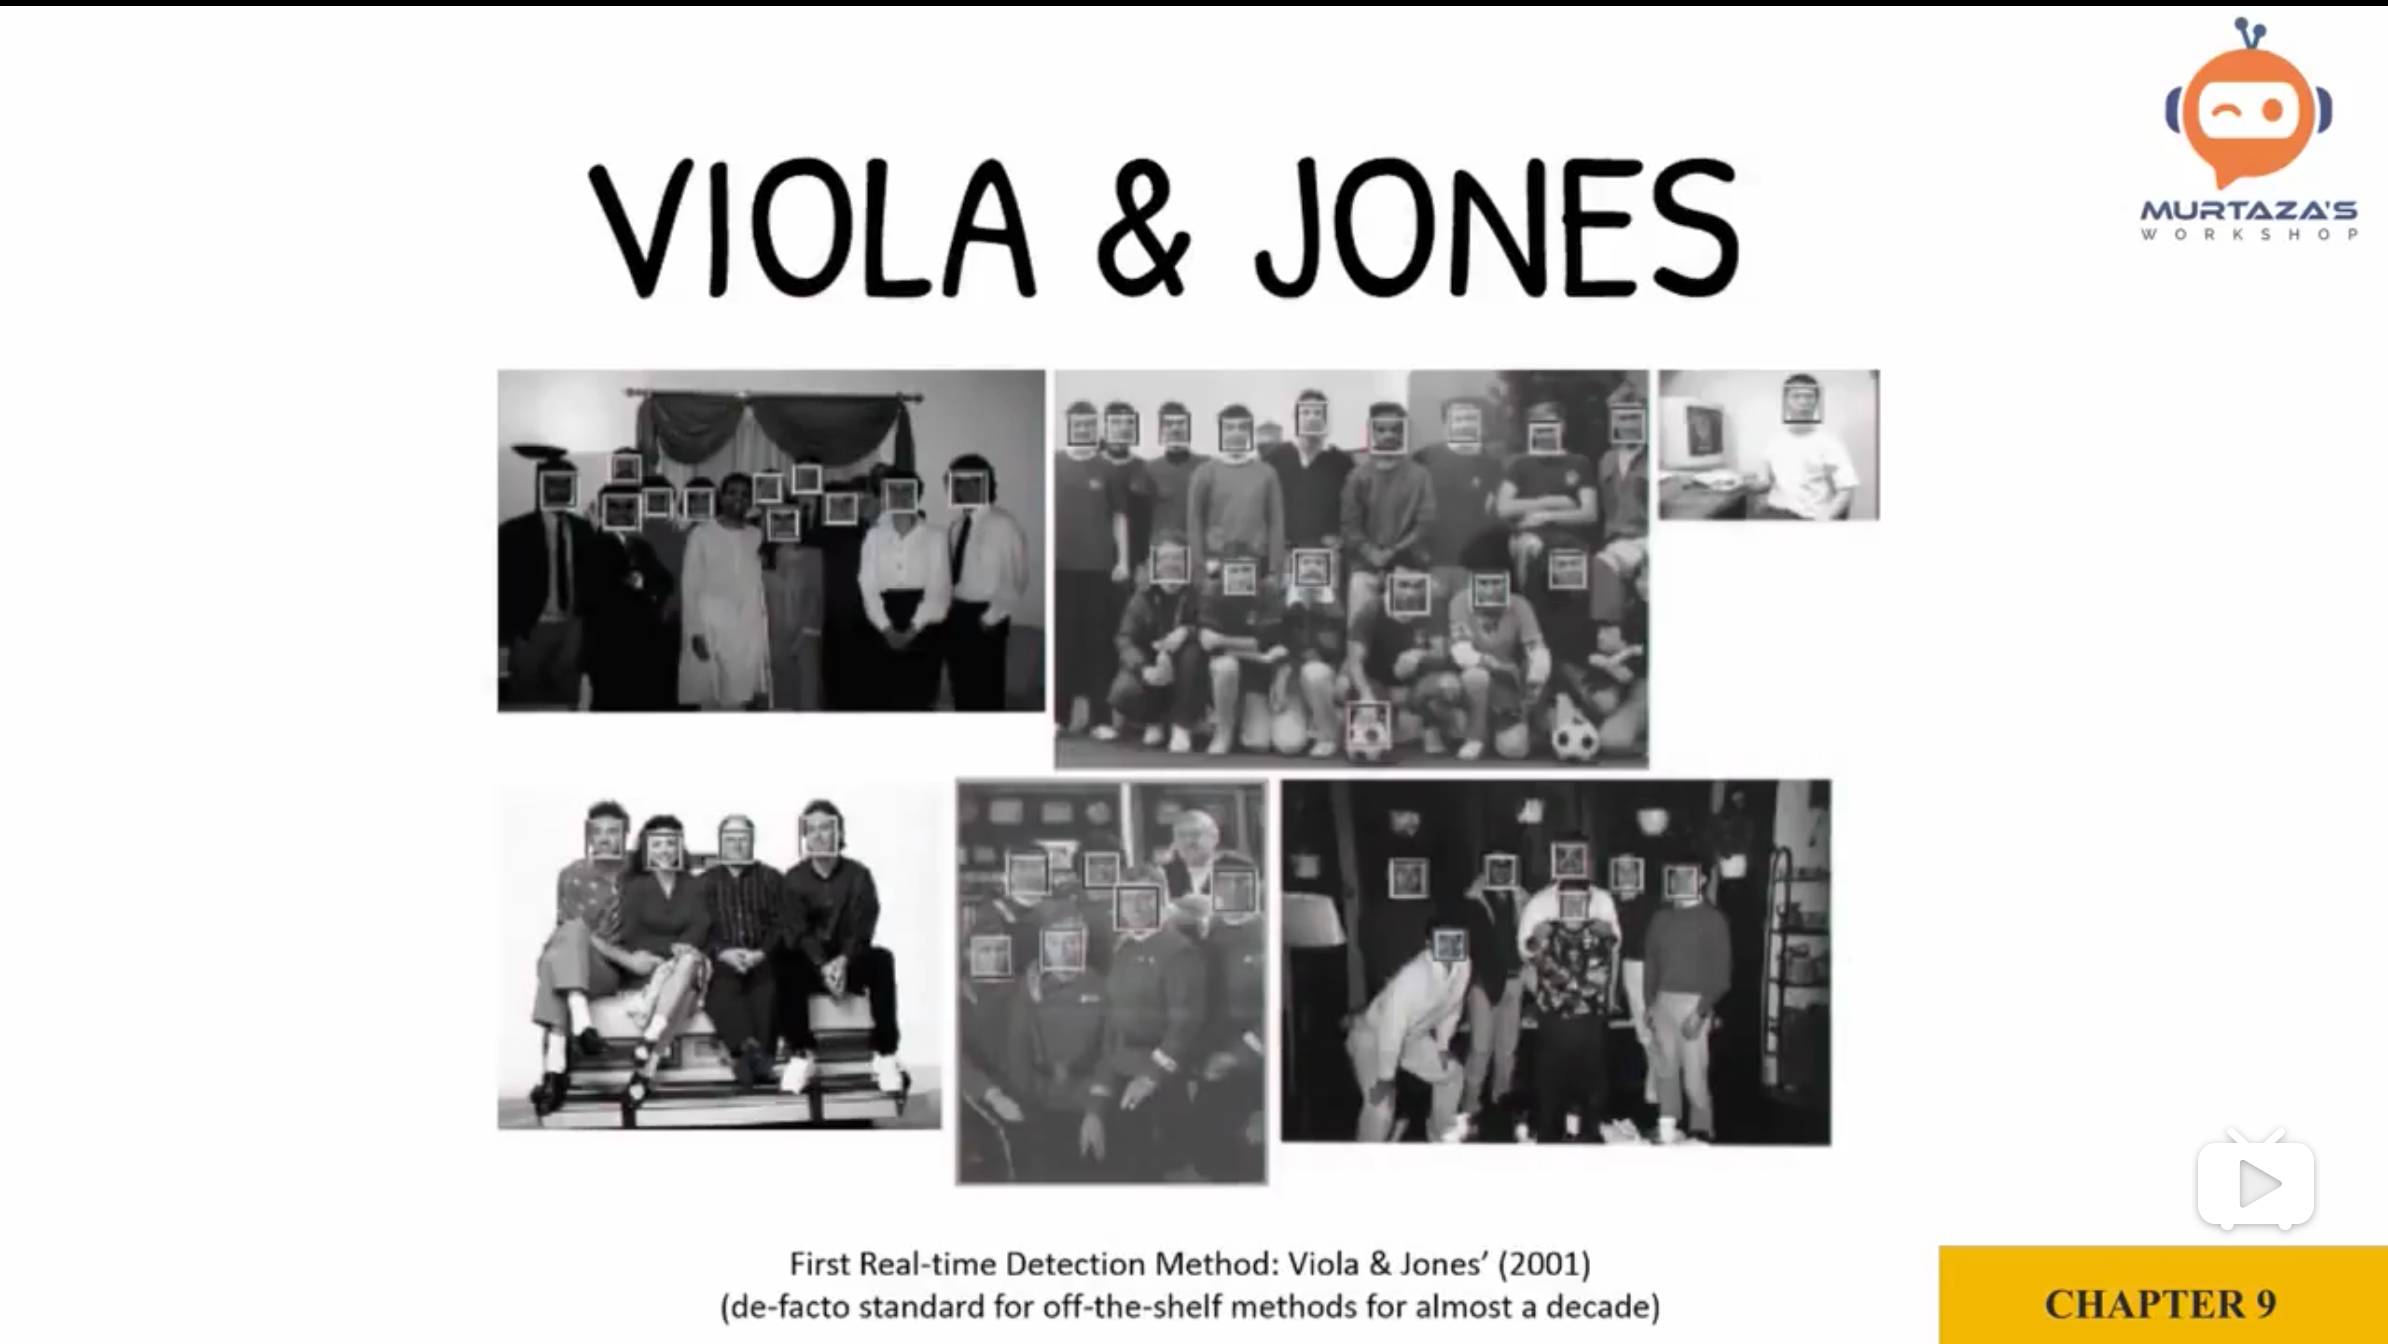 MURTAZA'S
WORKSHOP
VIOLA & JONES
First Real-time Detection Method: Viola & Jones’ (2001)
(de-facto standard for off-the-shelf methods for almost a decade)
CHAPTER 9